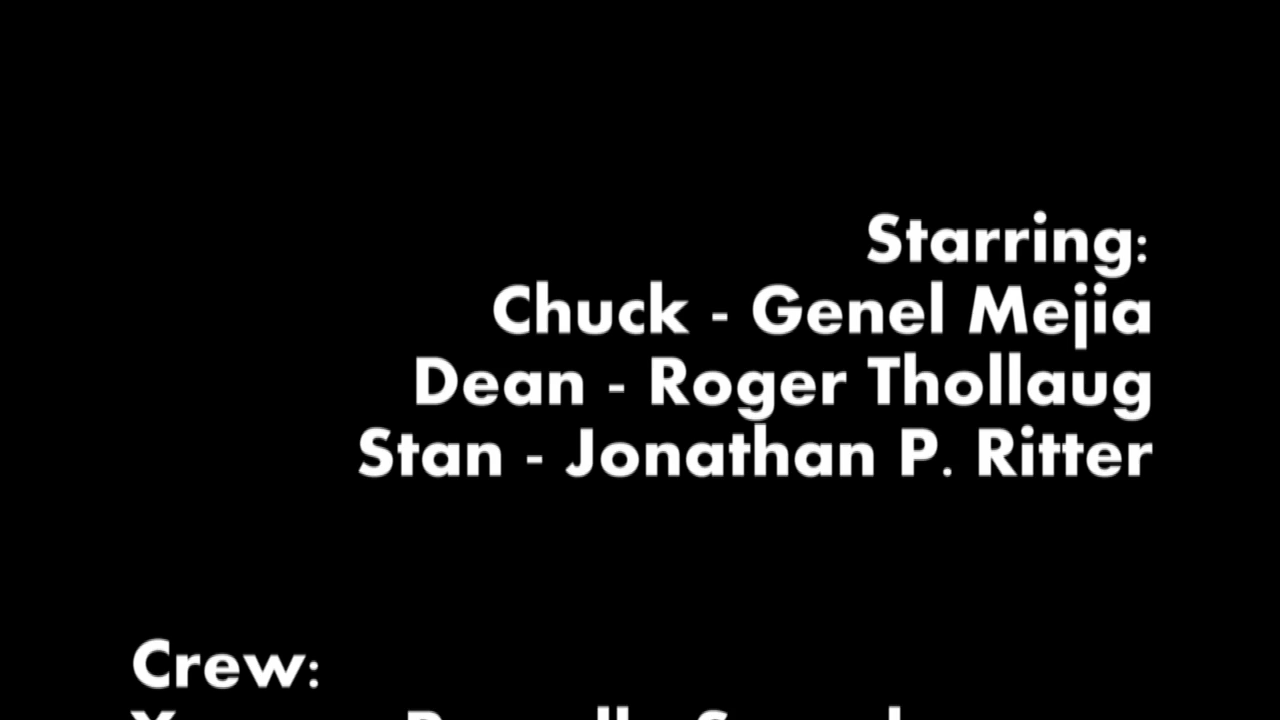 Starring:
Chuck - Genel Mejia
Dean - Roger Thollaug
Stan - Jonathan P. Ritter
Crew: